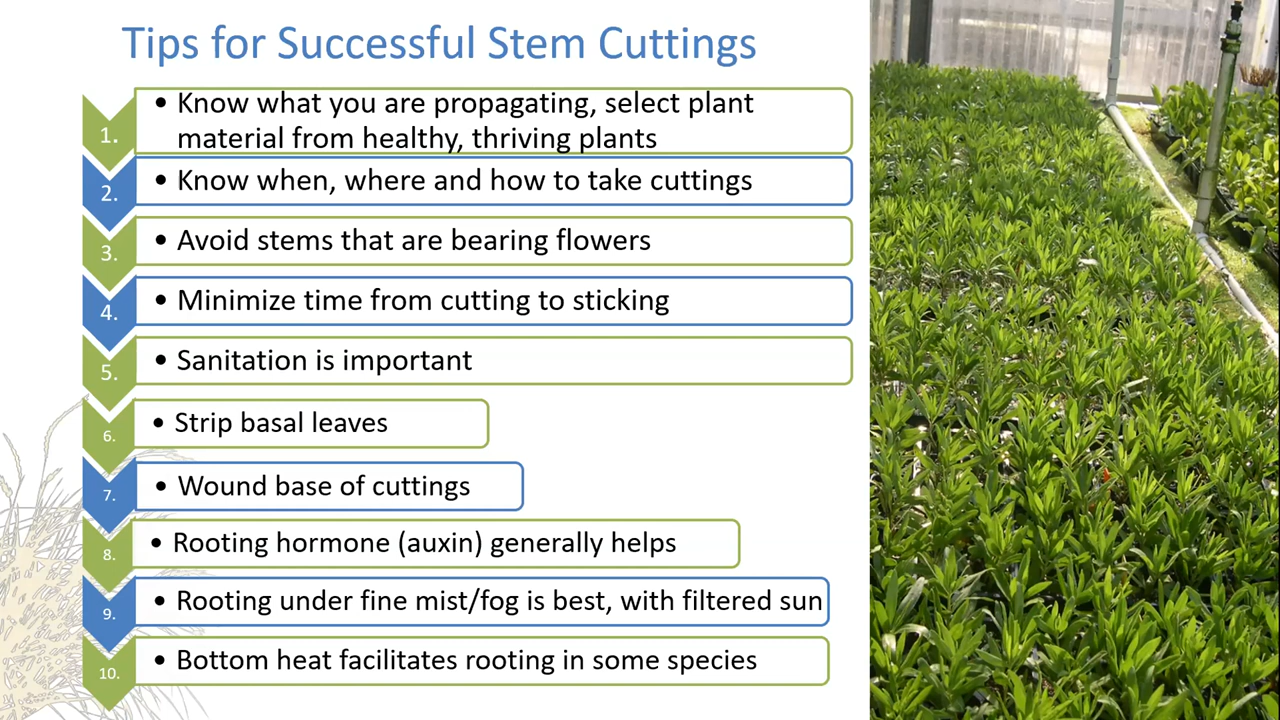 Tips for Successful Stem Cuttings
1.
• Know what you are propagating, select plant
material from healthy, thriving plants
2.
• Know when, where and how to take cuttings
3.
• Avoid stems that are bearing flowers
4.
• Minimize time from cutting to sticking
5.
• Sanitation is important
6.
• Strip basal leaves
7.
• Wound base of cuttings
8.
• Rooting hormone (auxin) generally helps
9.
• Rooting under fine mist/fog is best, with filtered sun
10.
• Bottom heat facilitates rooting in some species